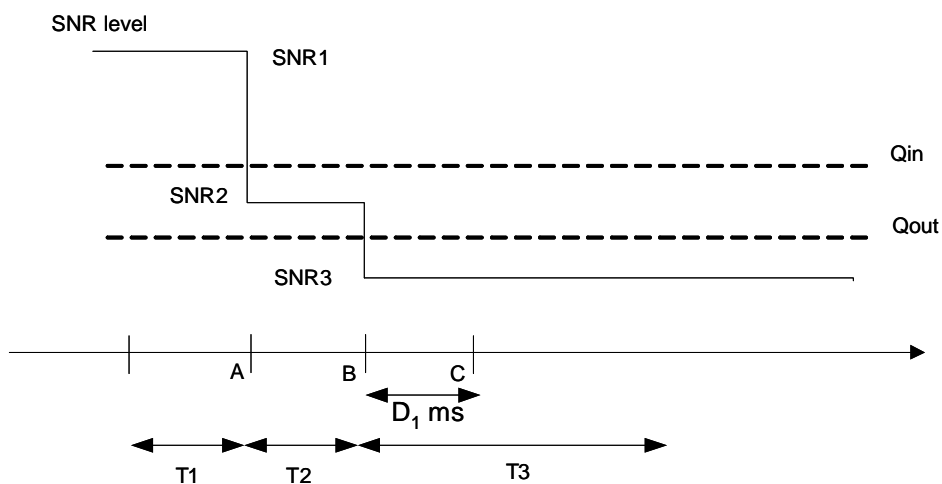 SNR level
SNR1
Qin
SNR2
Qout
SNR3
A
B
C
D₁ ms
T1
T2
T3